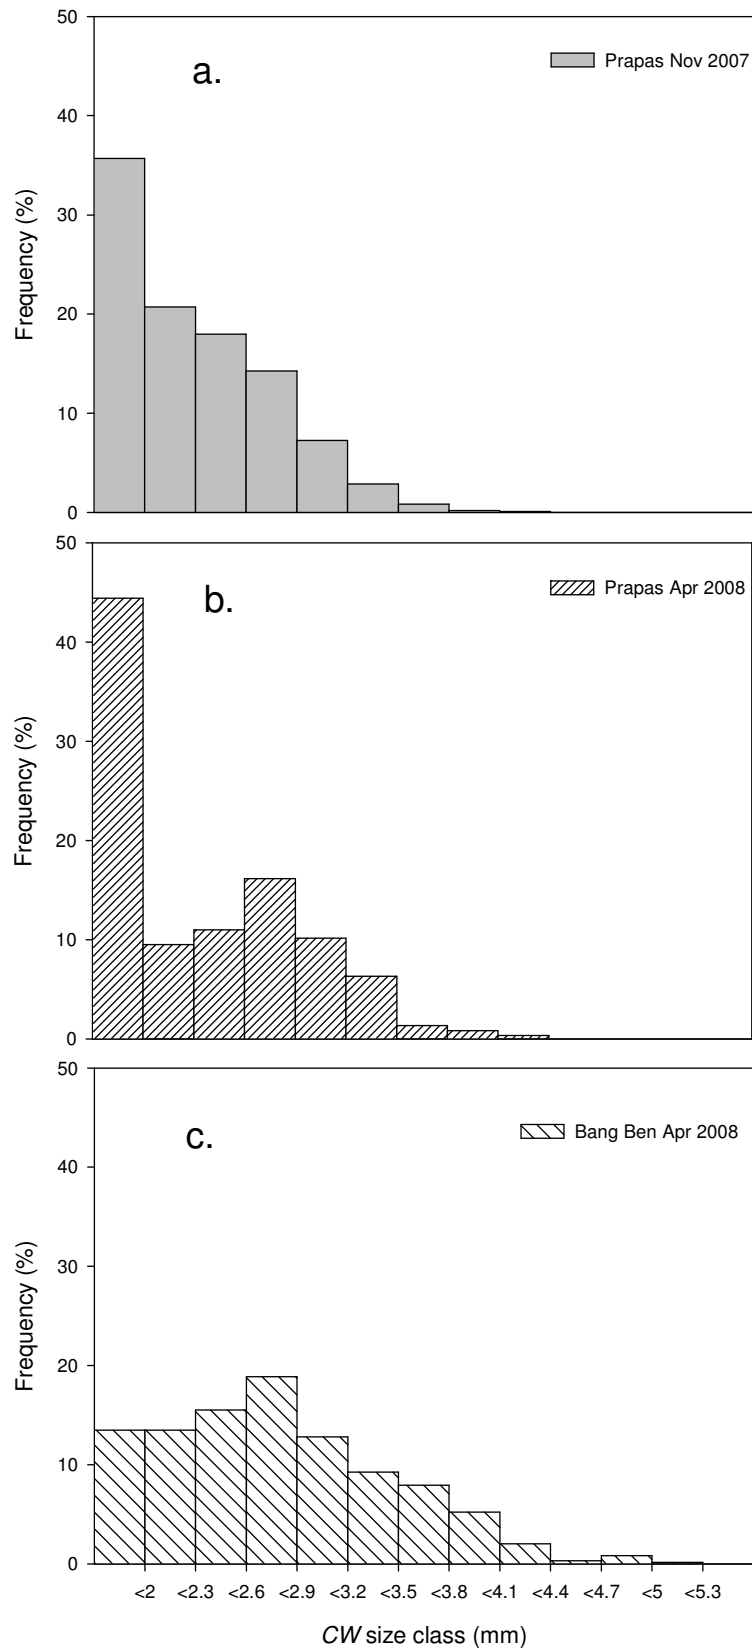 50
a.
Prapas Nov 2007
40
30
Frequency (%)
20
10
0
50
b.
Prapas Apr 2008
40
30
Frequency (%)
20
10
0
50
c.
Bang Ben Apr 2008
40
30
Frequency (%)
20
10
0
<2 <2.3 <2.6 <2.9 <3.2 <3.5 <3.8 <4.1 <4.4 <4.7 <5 <5.3
CW size class (mm)